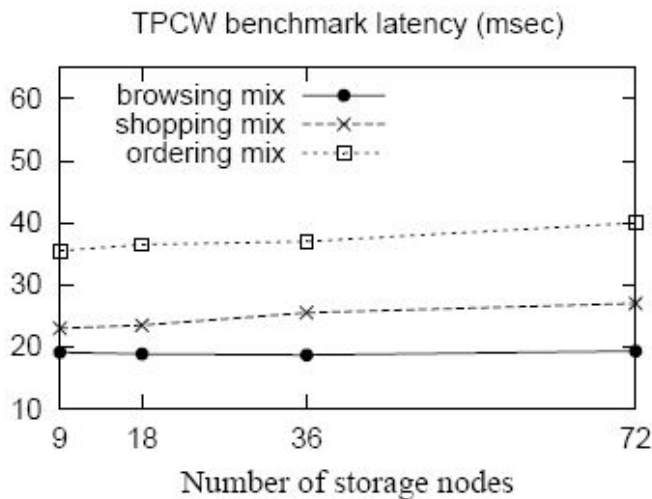 TPCW benchmark latency (msec)
60
50
40
30
20
10
browsing mix
shopping mix
ordering mix
9 18 36 72
Number of storage nodes